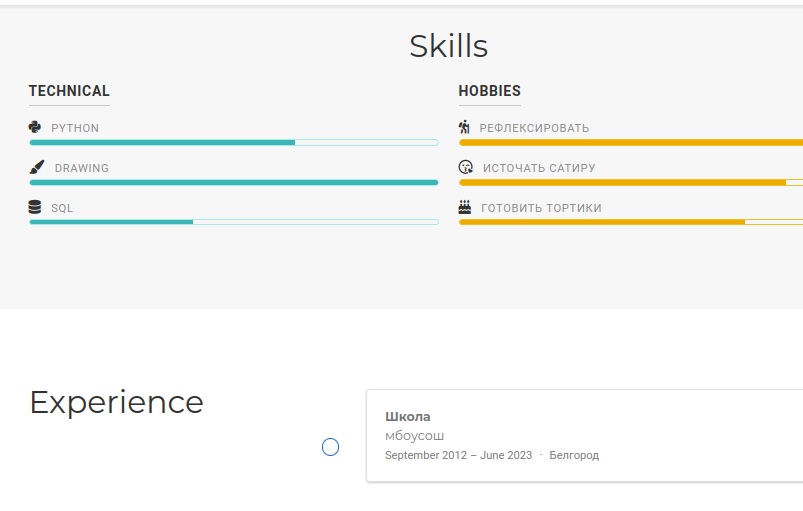 Skills
TECHNICAL
PYTHON
DRAWING
SQL
HOBBIES
РЕФЛЕКСИРОВАТЬ
ИСТОЧАТЬ САТИРУ
ГОТОВИТЬ ТОРТИКИ
Experience
Школа
мбоусош
September 2012 – June 2023 · Белгород